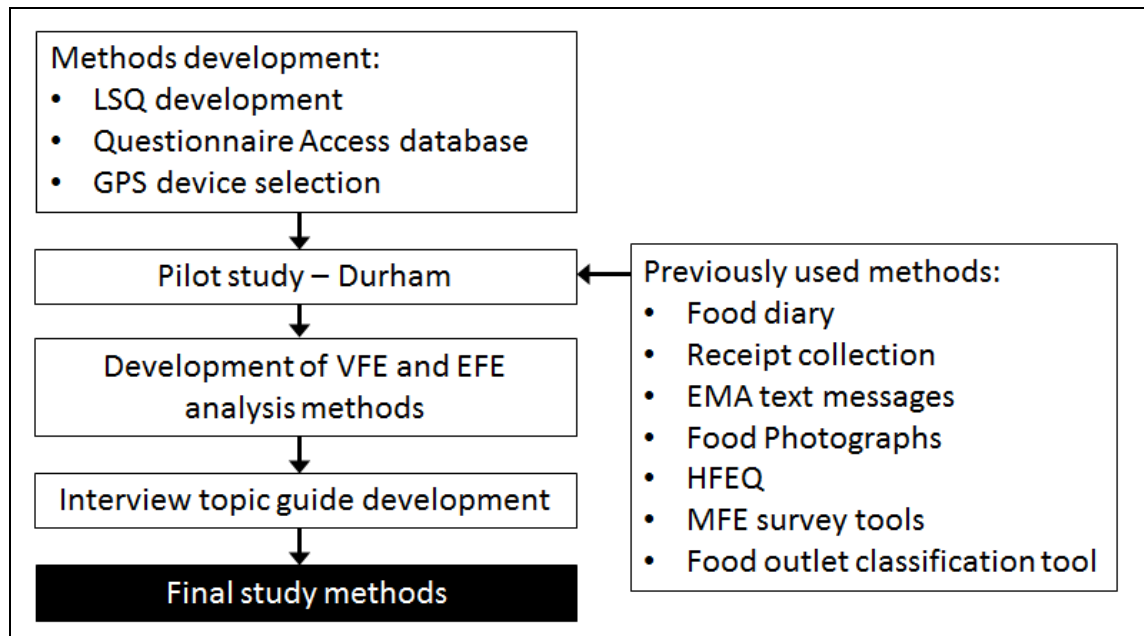 Methods development:
• LSQ development
• Questionnaire Access database
• GPS device selection
Pilot study – Durham
Development of VFE and EFE
analysis methods
Interview topic guide development
Final study methods
Previously used methods:
• Food diary
• Receipt collection
• EMA text messages
• Food Photographs
• HFEQ
• MFE survey tools
• Food outlet classification tool